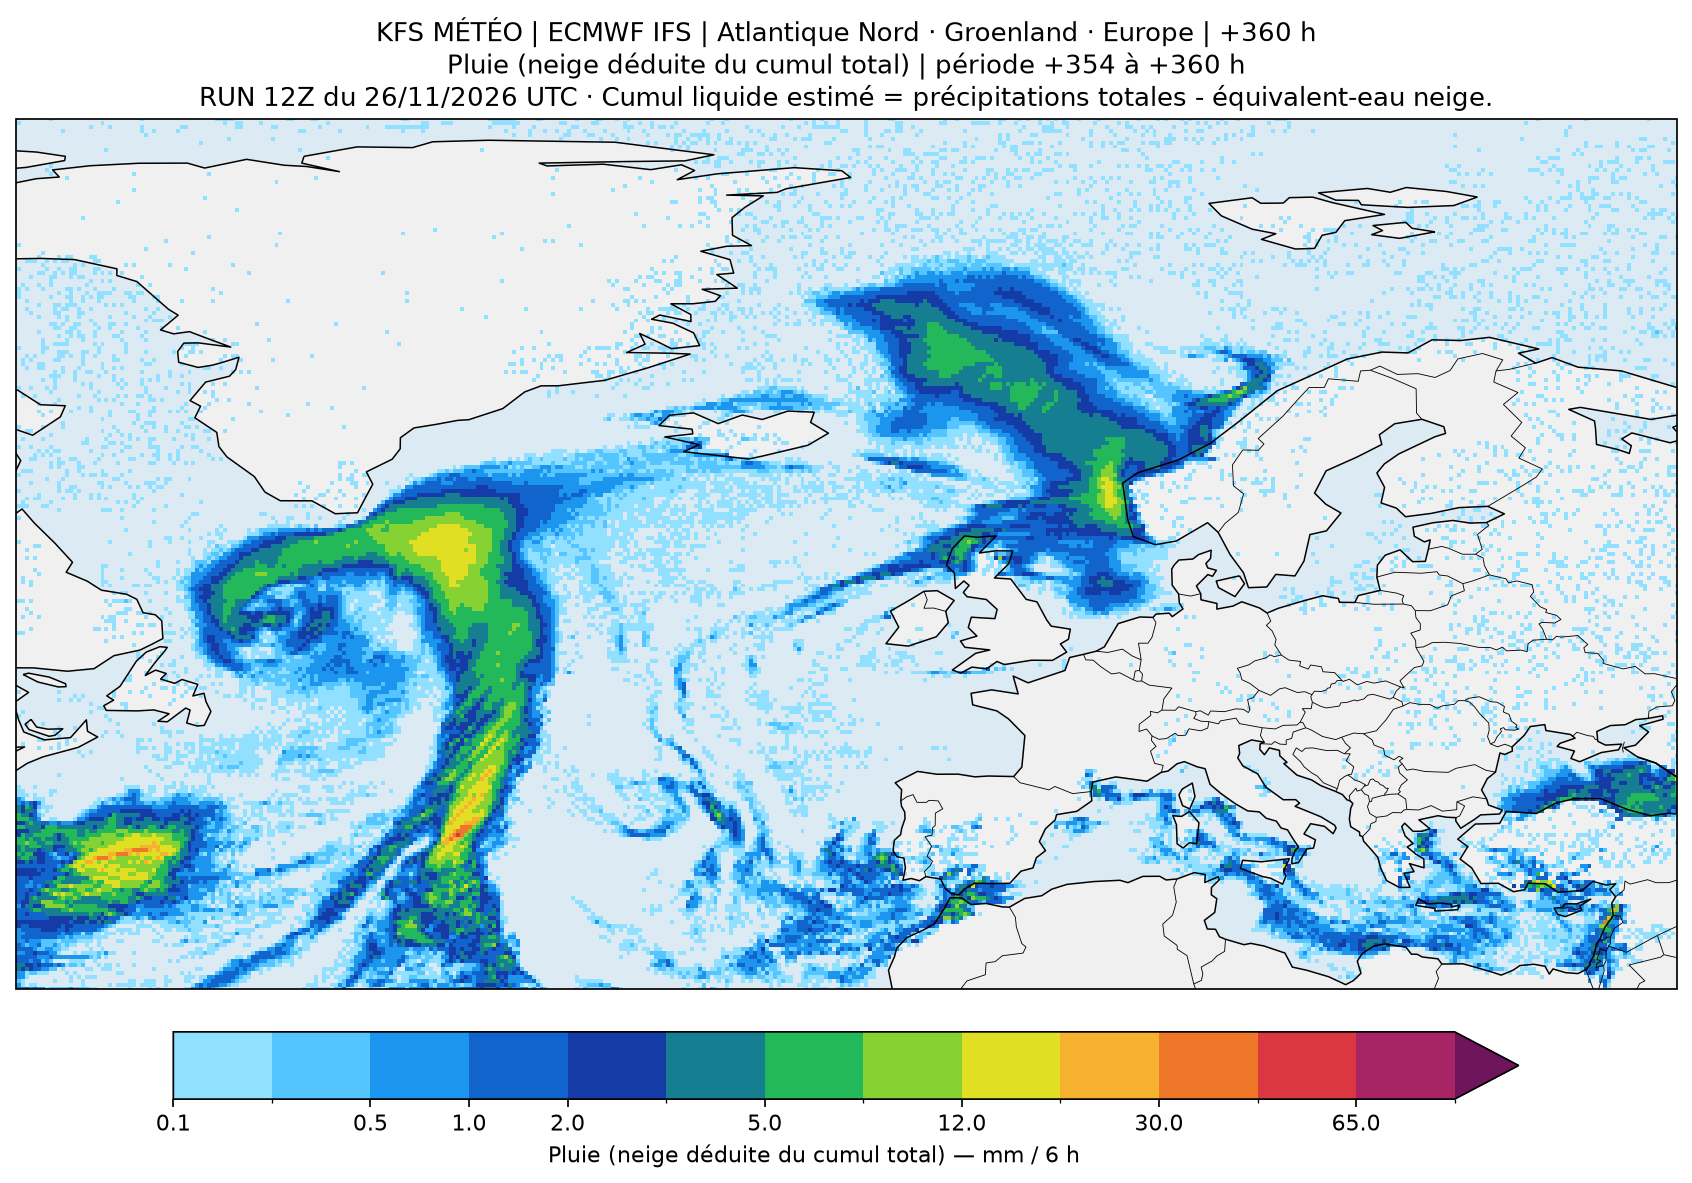 KFS MÉTÉO | ECMWF IFS | Atlantique Nord · Groenland · Europe | +360 h
Pluie (neige déduite du cumul total) | période +354 à +360 h
RUN 12Z du 26/11/2026 UTC · Cumul liquide estimé = précipitations totales - équivalent-eau neige.
0.1 0.5 1.0 2.0 5.0 12.0 30.0 65.0
Pluie (neige déduite du cumul total) — mm / 6 h